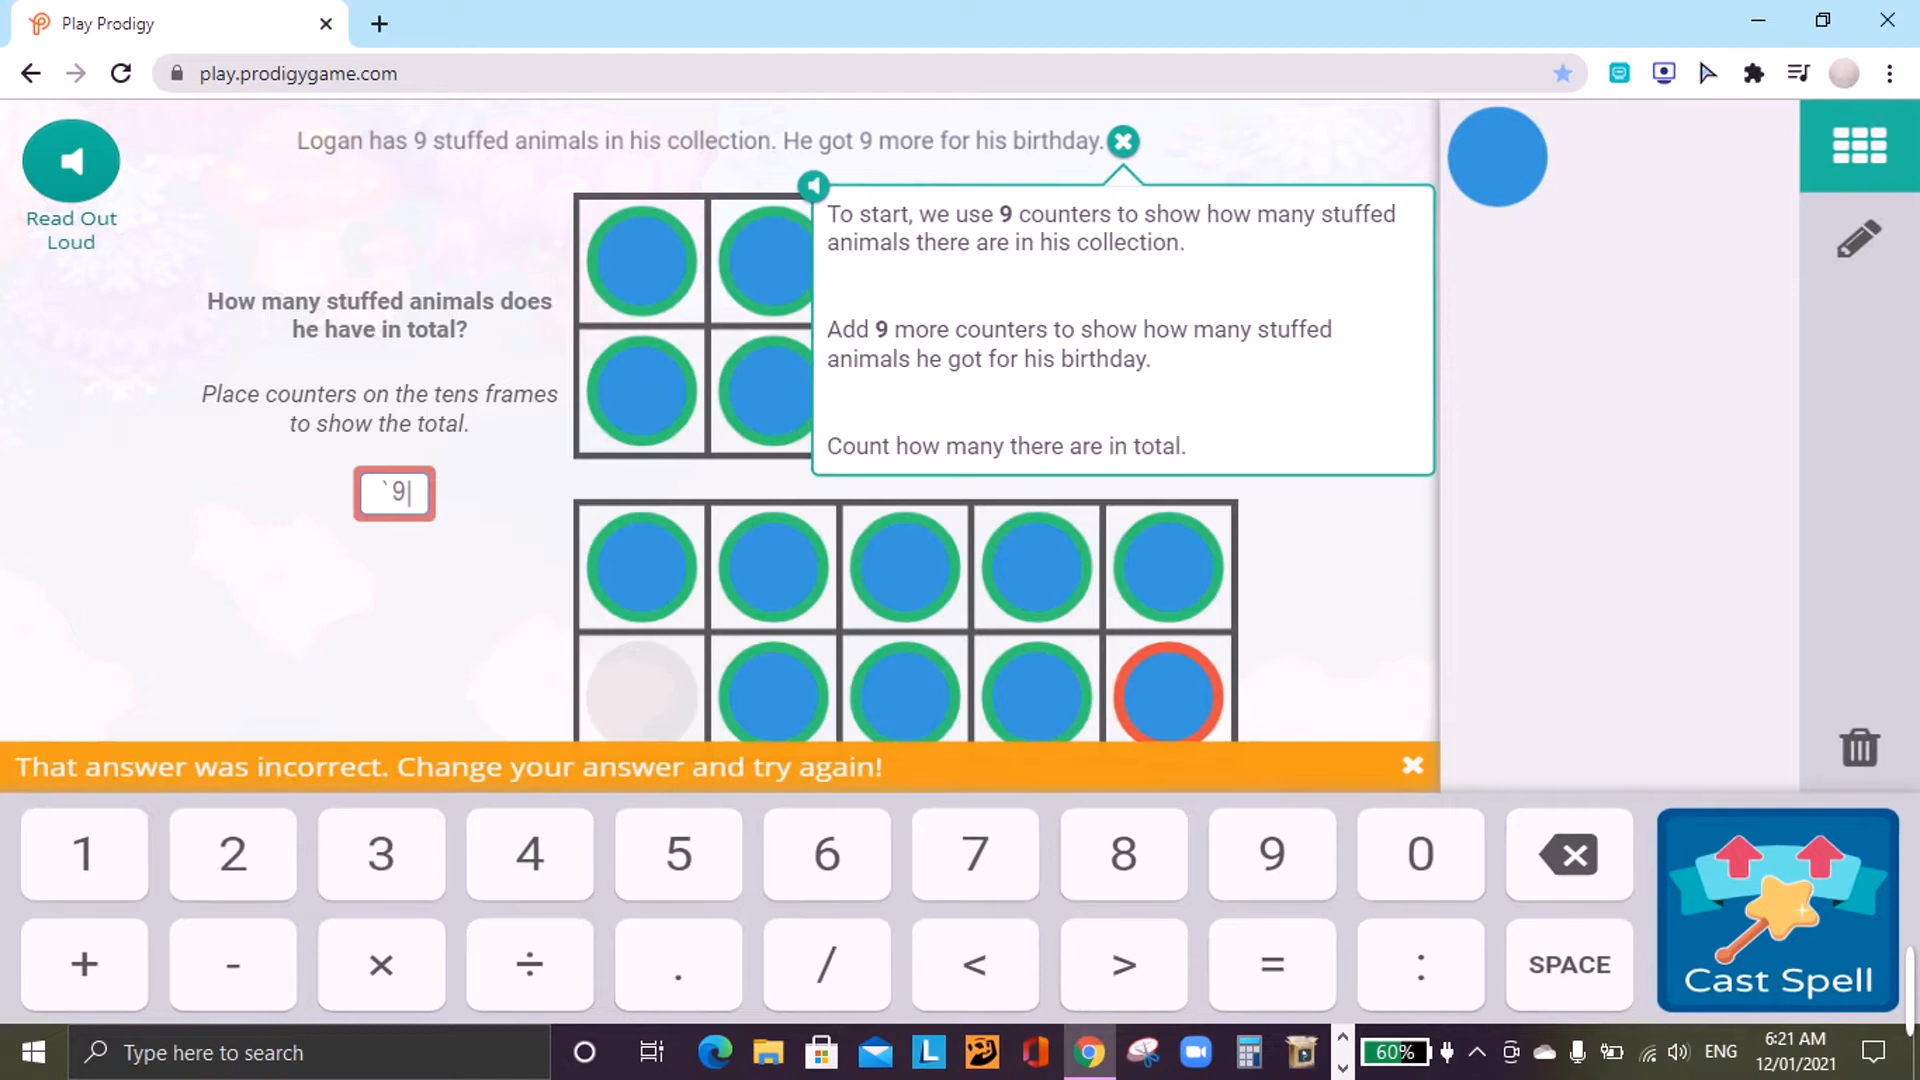 Play Prodigy
play.prodigygame.com
Logan has 9 stuffed animals in his collection. He got 9 more for his birthday.
Read Out
Loud
To start, we use 9 counters to show how many stuffed
animals there are in his collection.
How many stuffed animals does
he have in total?
Add 9 more counters to show how many stuffed
animals he got for his birthday.
Place counters on the tens frames
to show the total.
Count how many there are in total.
`9
That answer was incorrect. Change your answer and try again!
1 2 3 4 5 6 7 8 9 0
+ - × ÷ . / < > = : SPACE
Cast Spell
Type here to search
L
60%
ENG
6:21 AM
12/01/2021